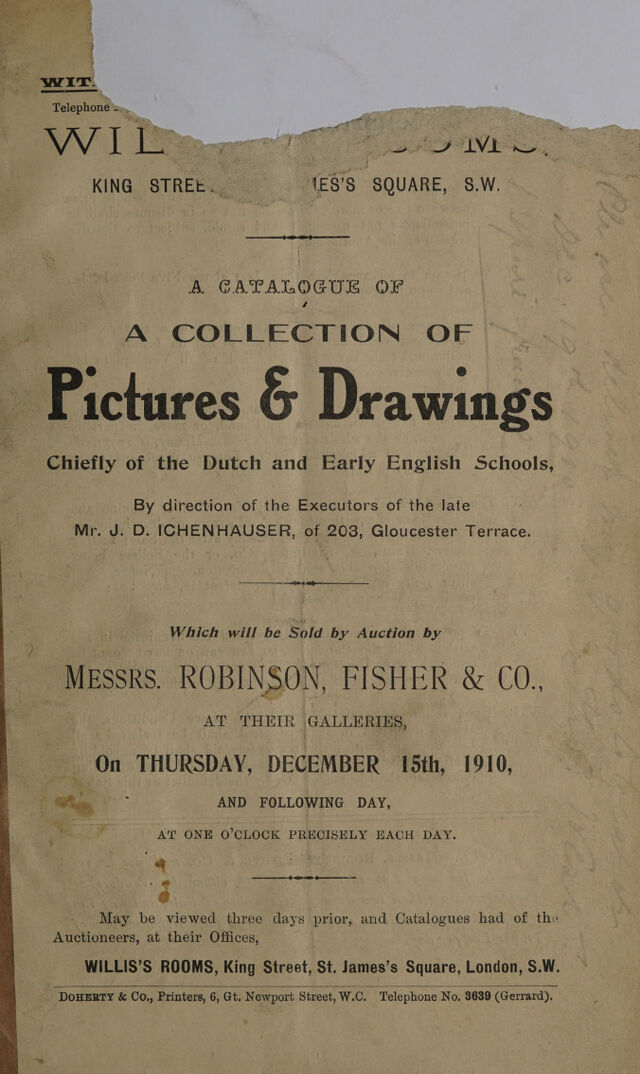 WIT
Telephone
WIL OMS.
KING STREE ES'S SQUARE, S.W.
A CATALOGUE OF
A COLLECTION OF
Pictures & Drawings
Chiefly of the Dutch and Early English Schools,
By direction of the Executors of the late
Mr. J. D. ICHENHAUSER, of 203, Gloucester Terrace.
Which will be Sold by Auction by
MESSRS. ROBINSON, FISHER & CO.,
AT THEIR GALLERIES,
On THURSDAY, DECEMBER 15th, 1910,
AND FOLLOWING DAY,
AT ONE O'CLOCK PRECISELY EACH DAY.
May be viewed three days prior, and Catalogues had of the
Auctioneers, at their Offices,
WILLIS'S ROOMS, King Street, St. James's Square, London, S.W.
DOHERTY & Co., Printers, 6, Gt. Newport Street, W.C. Telephone No. 3639 (Gerrard).